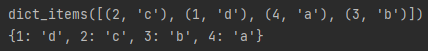 dict_items([(2, 'c'), (1, 'd'), (4, 'a'), (3, 'b')])
{1: 'd', 2: 'c', 3: 'b', 4: 'a'}